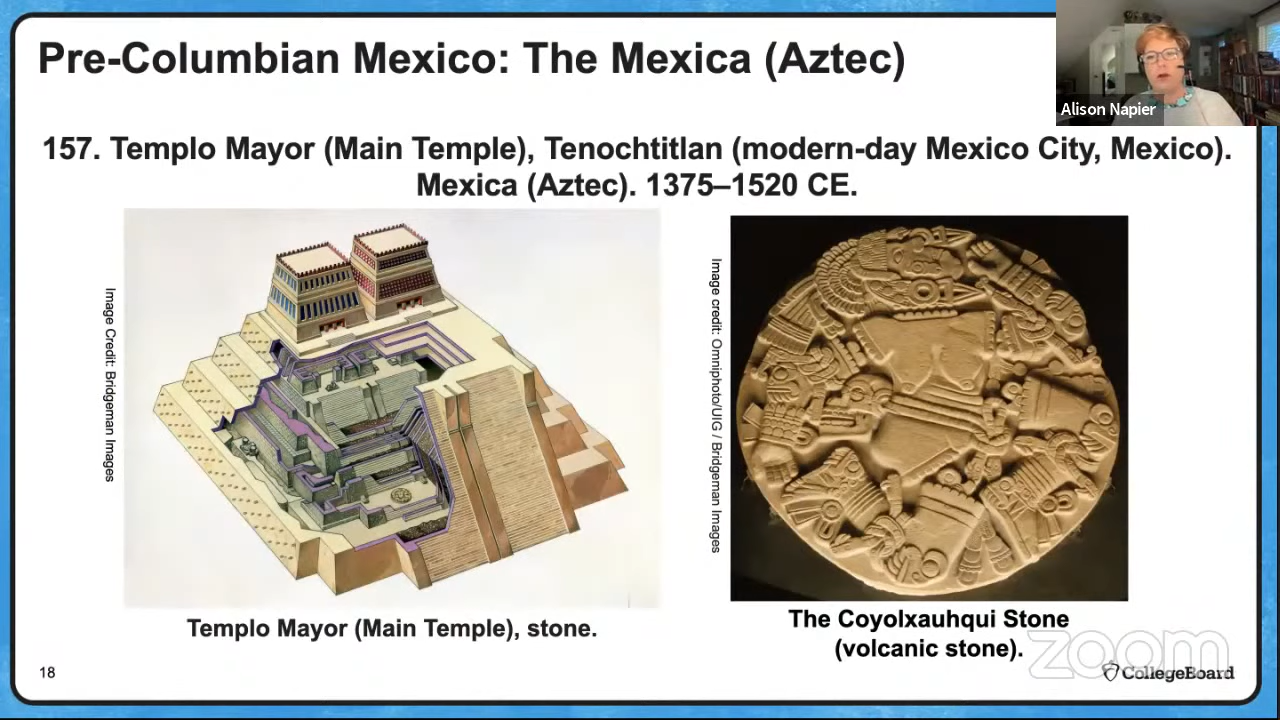 Pre-Columbian Mexico: The Mexica (Aztec)
Alison Napier
157. Templo Mayor (Main Temple), Tenochtitlan (modern-day Mexico City, Mexico).
Mexica (Aztec). 1375–1520 CE.
Image Credit: Bridgeman Images
Image credit: Omniphoto/UIG / Bridgeman Images
Templo Mayor (Main Temple), stone.
The Coyolxauhqui Stone
(volcanic stone).
18
zoom
CollegeBoard